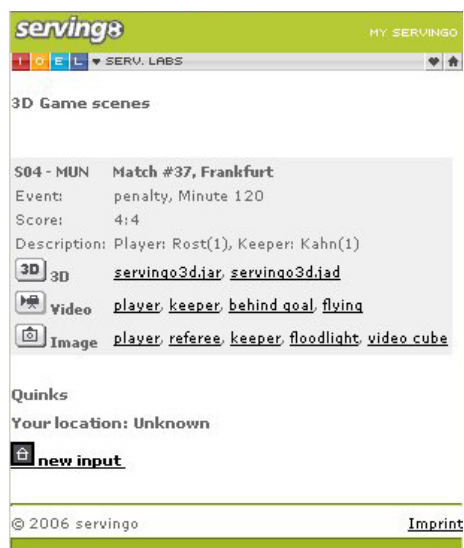 servingo
MY SERVINGO
I O E L ▾ SERV. LABS
3D Game scenes
S04 - MUN Match #37, Frankfurt
Event: penalty, Minute 120
Score: 4:4
Description: Player: Rost(1), Keeper: Kahn(1)
3D 3D servingo3d.jar, servingo3d.jad
Video player, keeper, behind goal, flying
Image player, referee, keeper, floodlight, video cube
Quinks
Your location: Unknown
new input
© 2006 servingo Imprint